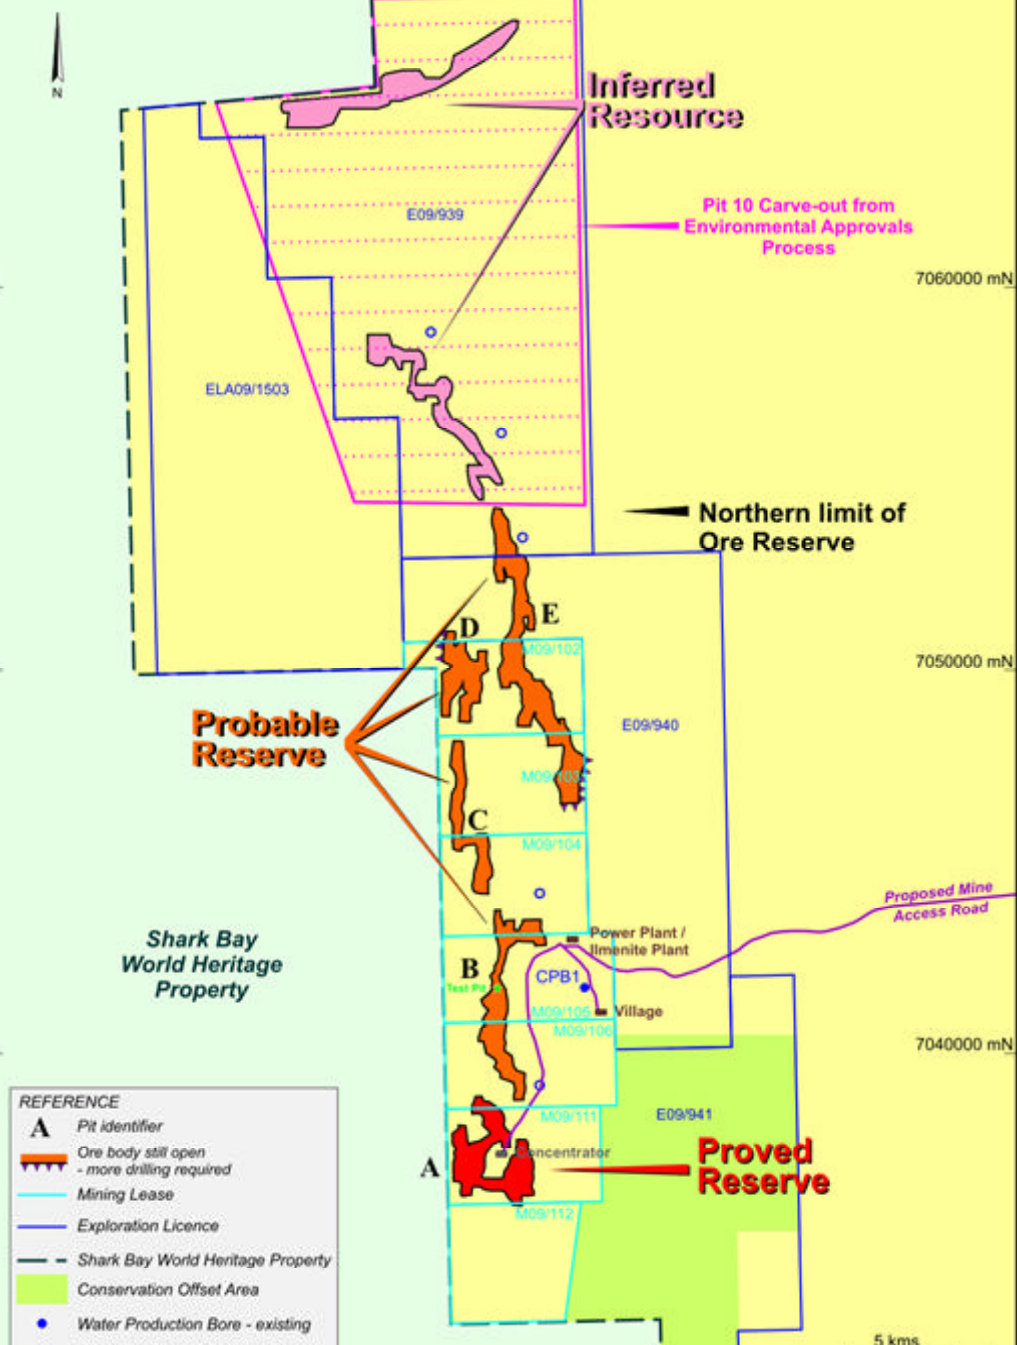 N
Inferred
Resource
E09/939
Pit 10 Carve-out from
Environmental Approvals
Process
7060000 mN
ELA09/1503
Northern limit of
Ore Reserve
E
D
M09/102
7050000 mN
Probable
Reserve
E09/940
M09/103
C
M09/104
Proposed Mine
Access Road
Shark Bay
World Heritage
Property
Power Plant /
Ilmenite Plant
B
CPB1
Test Pit
M09/105
Village
M09/106
7040000 mN
REFERENCE
A Pit identifier
Ore body still open
- more drilling required
Mining Lease
Exploration Licence
Shark Bay World Heritage Property
Conservation Offset Area
Water Production Bore - existing
M09/111
E09/941
Concentrator
A
Proved
Reserve
M09/112
5 kms